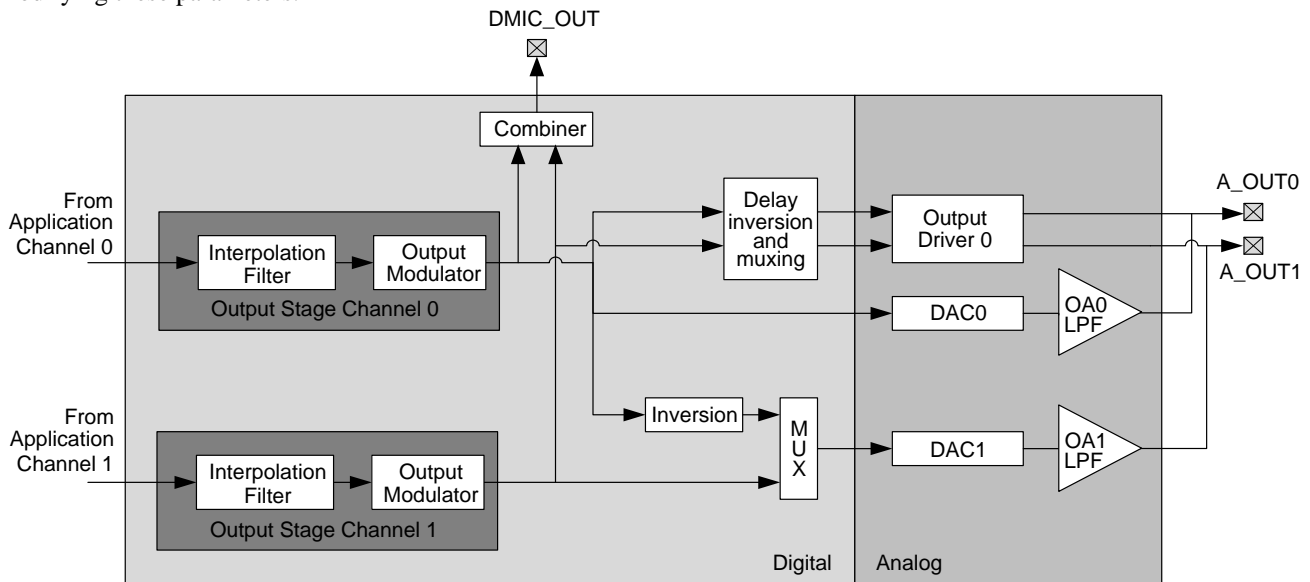 DMIC_OUT
Combiner
From
Application
Channel 0
Interpolation
Filter
Output
Modulator
Output Stage Channel 0
Delay
inversion
and
muxing
Output
Driver 0
A_OUT0
A_OUT1
DAC0
OA0
LPF
From
Application
Channel 1
Inversion
M
U
X
DAC1
OA1
LPF
Interpolation
Filter
Output
Modulator
Output Stage Channel 1
Digital
Analog